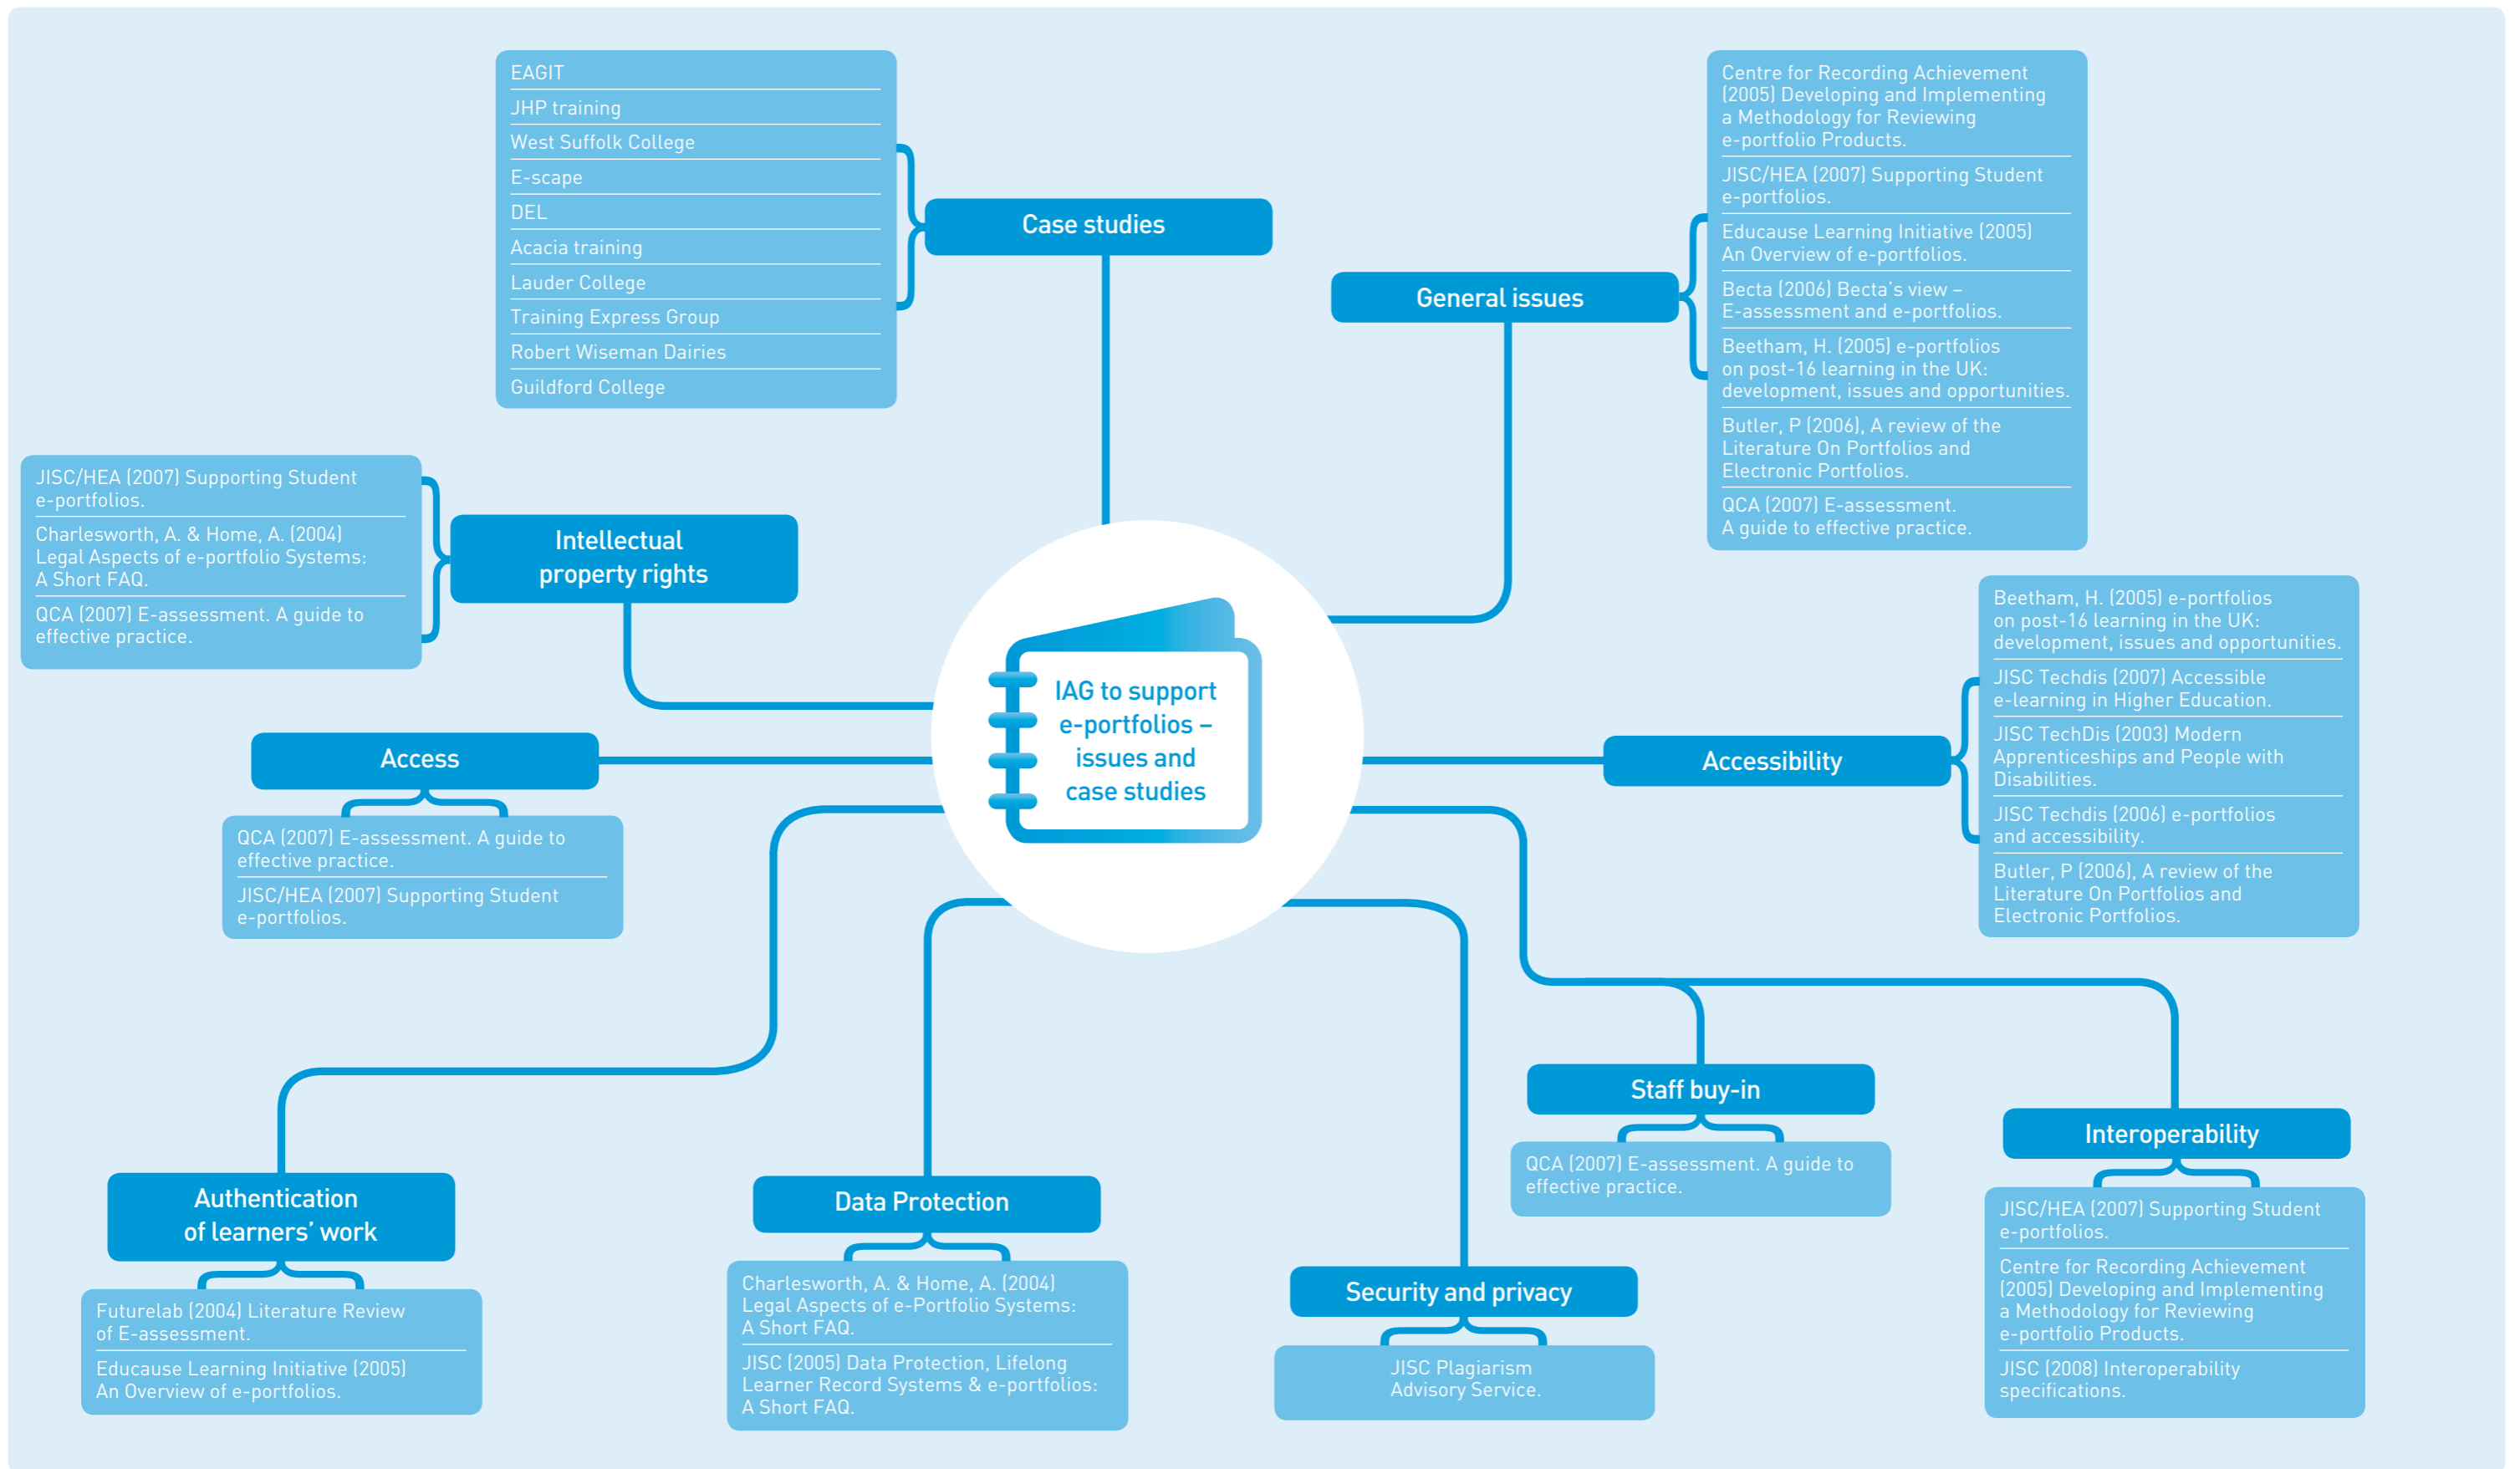 EAGIT
JHP training
West Suffolk College
E-scape
DEL
Acacia training
Lauder College
Training Express Group
Robert Wiseman Dairies
Guildford College
Case studies
General issues
Centre for Recording Achievement
(2005) Developing and Implementing
a Methodology for Reviewing
e-portfolio Products.
JISC/HEA (2007) Supporting Student
e-portfolios.
Educause Learning Initiative (2005)
An Overview of e-portfolios.
Becta (2006) Becta's view –
E-assessment and e-portfolios.
Beetham, H. (2005) e-portfolios
on post-16 learning in the UK:
development, issues and opportunities.
Butler, P (2006), A review of the
Literature On Portfolios and
Electronic Portfolios.
QCA (2007) E-assessment.
A guide to effective practice.
JISC/HEA (2007) Supporting Student
e-portfolios.
Charlesworth, A. & Home, A. (2004)
Legal Aspects of e-portfolio Systems:
A Short FAQ.
QCA (2007) E-assessment. A guide to
effective practice.
Intellectual
property rights
IAG to support
e-portfolios –
issues and
case studies
Access
QCA (2007) E-assessment. A guide to
effective practice.
JISC/HEA (2007) Supporting Student
e-portfolios.
Accessibility
Beetham, H. (2005) e-portfolios
on post-16 learning in the UK:
development, issues and opportunities.
JISC Techdis (2007) Accessible
e-learning in Higher Education.
JISC TechDis (2003) Modern
Apprenticeships and People with
Disabilities.
JISC Techdis (2006) e-portfolios
and accessibility.
Butler, P (2006), A review of the
Literature On Portfolios and
Electronic Portfolios.
Authentication
of learners' work
Futurelab (2004) Literature Review
of E-assessment.
Educause Learning Initiative (2005)
An Overview of e-portfolios.
Data Protection
Charlesworth, A. & Home, A. (2004)
Legal Aspects of e-Portfolio Systems:
A Short FAQ.
JISC (2005) Data Protection, Lifelong
Learner Record Systems & e-portfolios:
A Short FAQ.
Security and privacy
JISC Plagiarism
Advisory Service.
Staff buy-in
QCA (2007) E-assessment. A guide to
effective practice.
Interoperability
JISC/HEA (2007) Supporting Student
e-portfolios.
Centre for Recording Achievement
(2005) Developing and Implementing
a Methodology for Reviewing
e-portfolio Products.
JISC (2008) Interoperability
specifications.